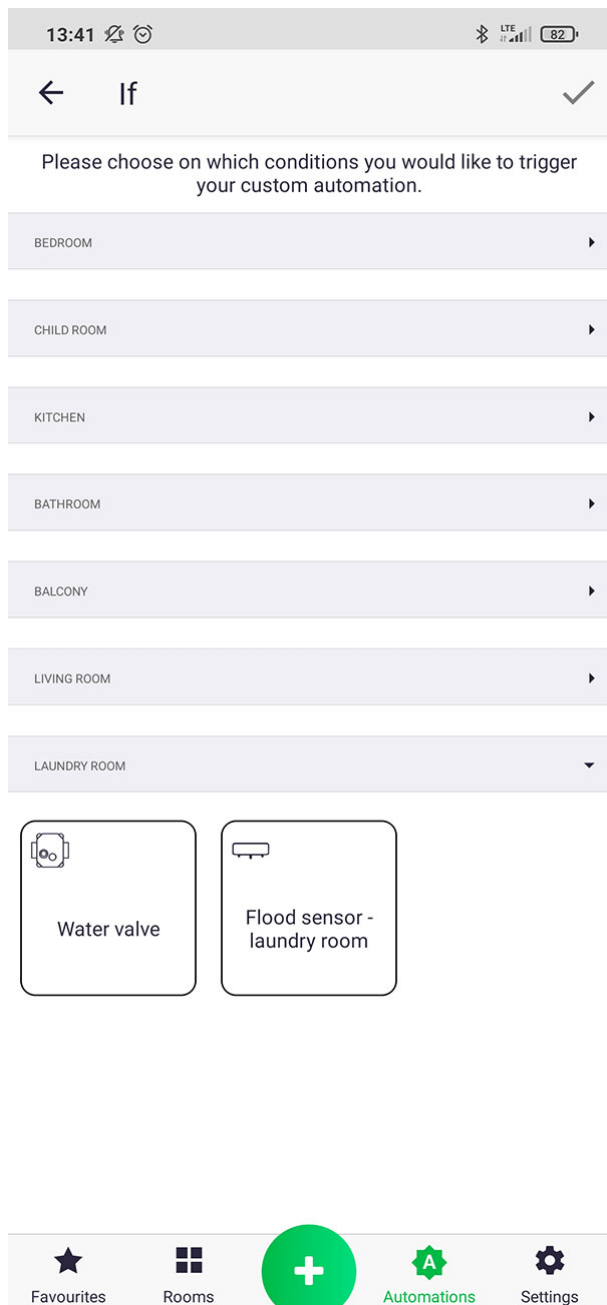 13:41
LTE
82
If
Please choose on which conditions you would like to trigger
your custom automation.
BEDROOM
CHILD ROOM
KITCHEN
BATHROOM
BALCONY
LIVING ROOM
LAUNDRY ROOM
Water valve
Flood sensor -
laundry room
A
Favourites
Rooms
Automations
Settings